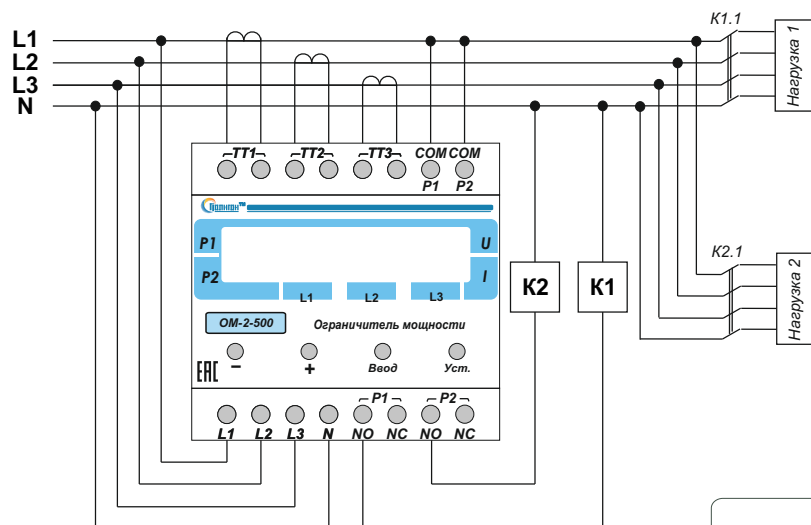 K1.1
L1
L2
L3
N
Нагрузка 1
TT1 TT2 TT3 COM COM
P1 P2
Полигон™
P1 U
P2 I
L1 L2 L3
K2.1
K2 K1
Нагрузка 2
ОМ-2-500 Ограничитель мощности
− + Ввод Уст.
EAC
P1 P2
L1 L2 L3 N NO NC NO NC